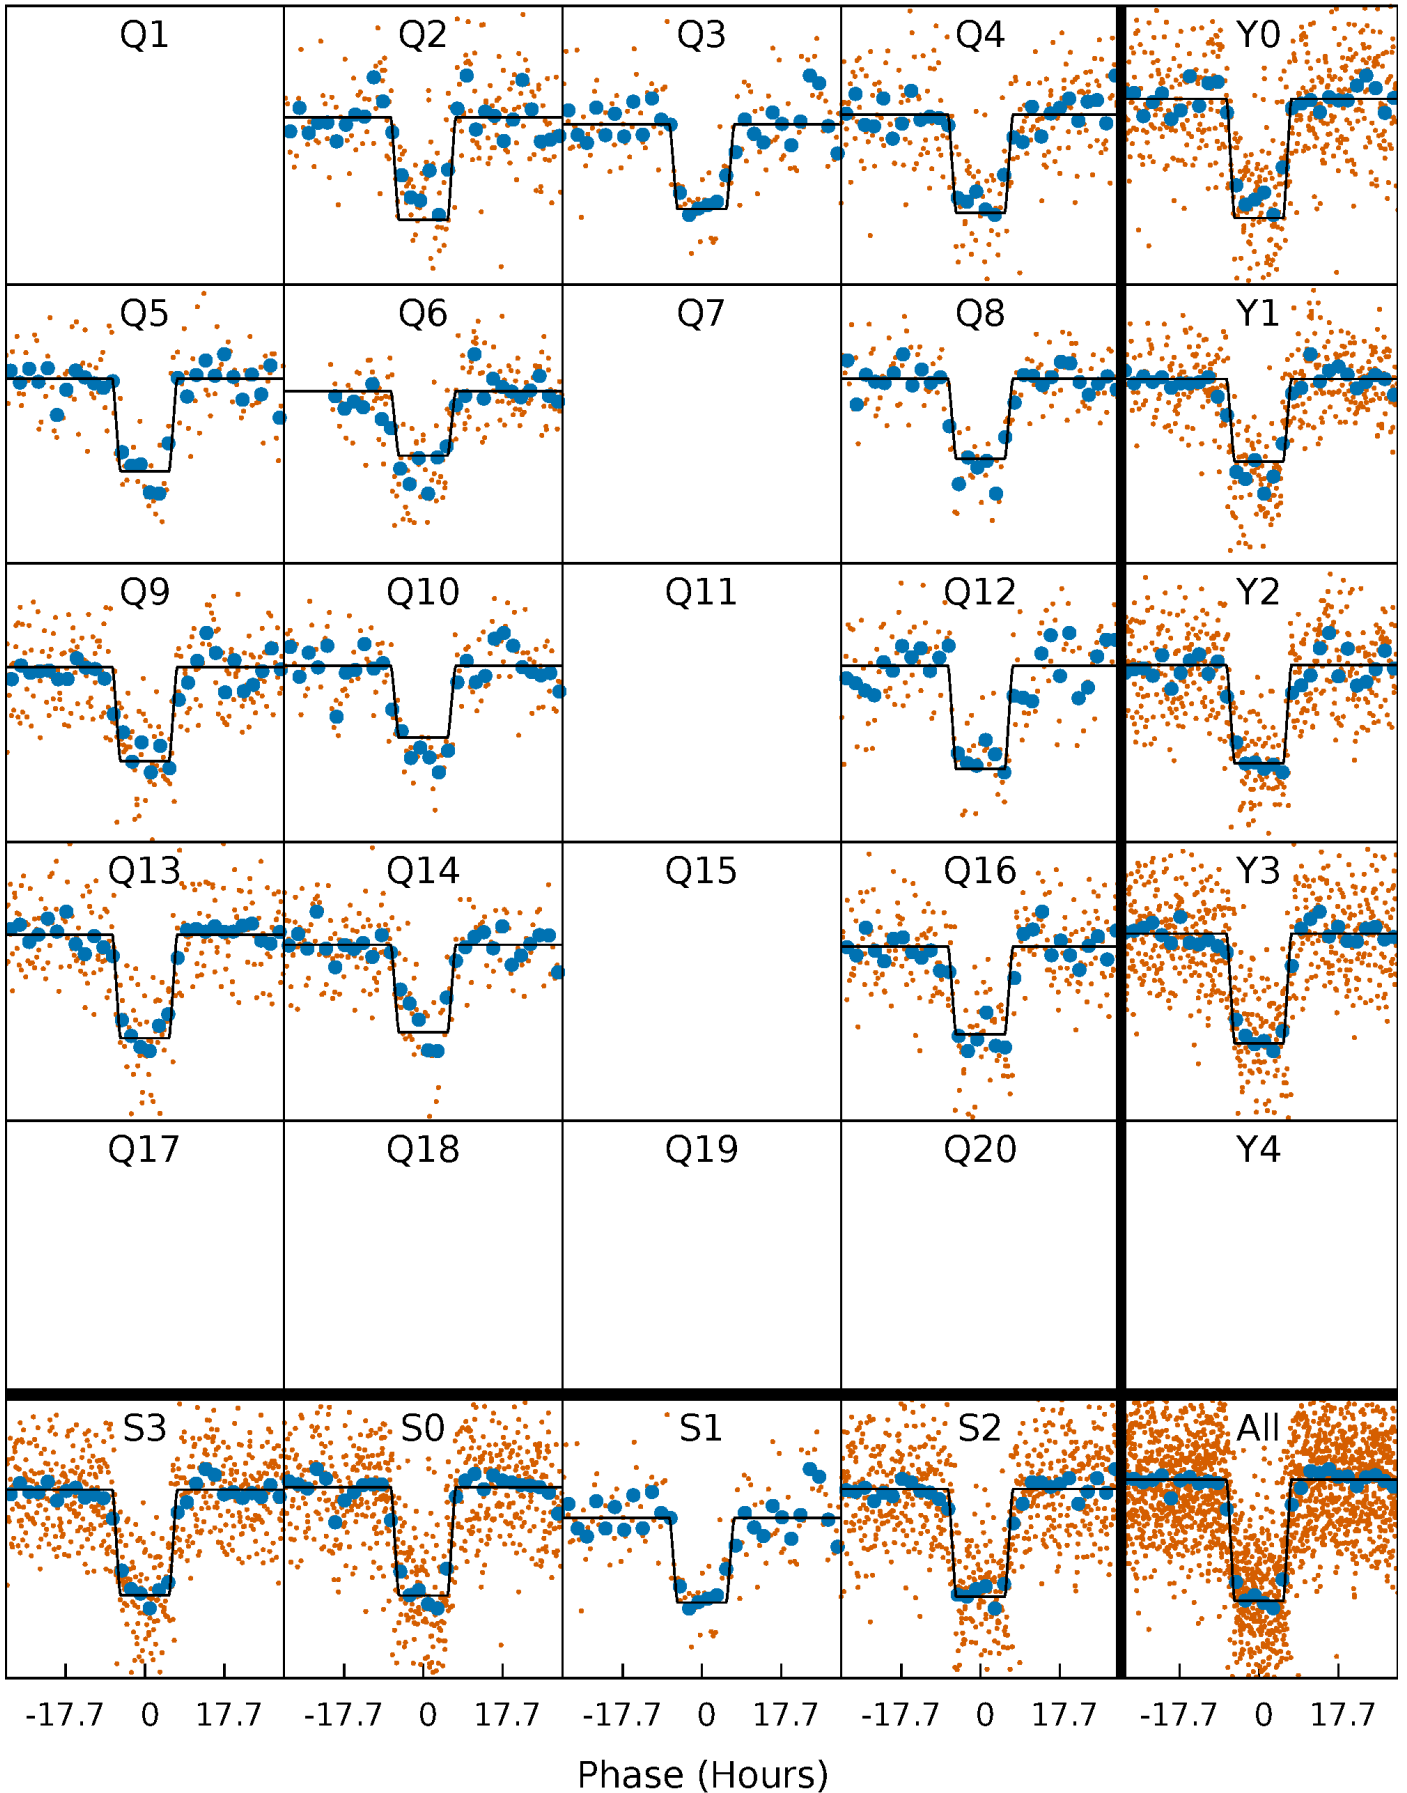 Q1 Q2 Q3 Q4 Y0
Q5 Q6 Q7 Q8 Y1
Q9 Q10 Q11 Q12 Y2
Q13 Q14 Q15 Q16 Y3
Q17 Q18 Q19 Q20 Y4
S3 S0 S1 S2 All
-17.7 0 17.7 -17.7 0 17.7 -17.7 0 17.7 -17.7 0 17.7 -17.7 0 17.7
Phase (Hours)